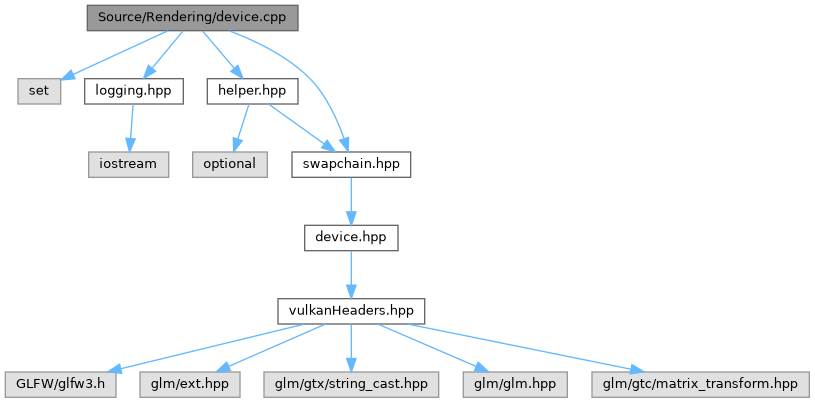 Source/Rendering/device.cpp
set
logging.hpp
helper.hpp
iostream
optional
swapchain.hpp
device.hpp
vulkanHeaders.hpp
GLFW/glfw3.h
glm/ext.hpp
glm/gtx/string_cast.hpp
glm/glm.hpp
glm/gtc/matrix_transform.hpp